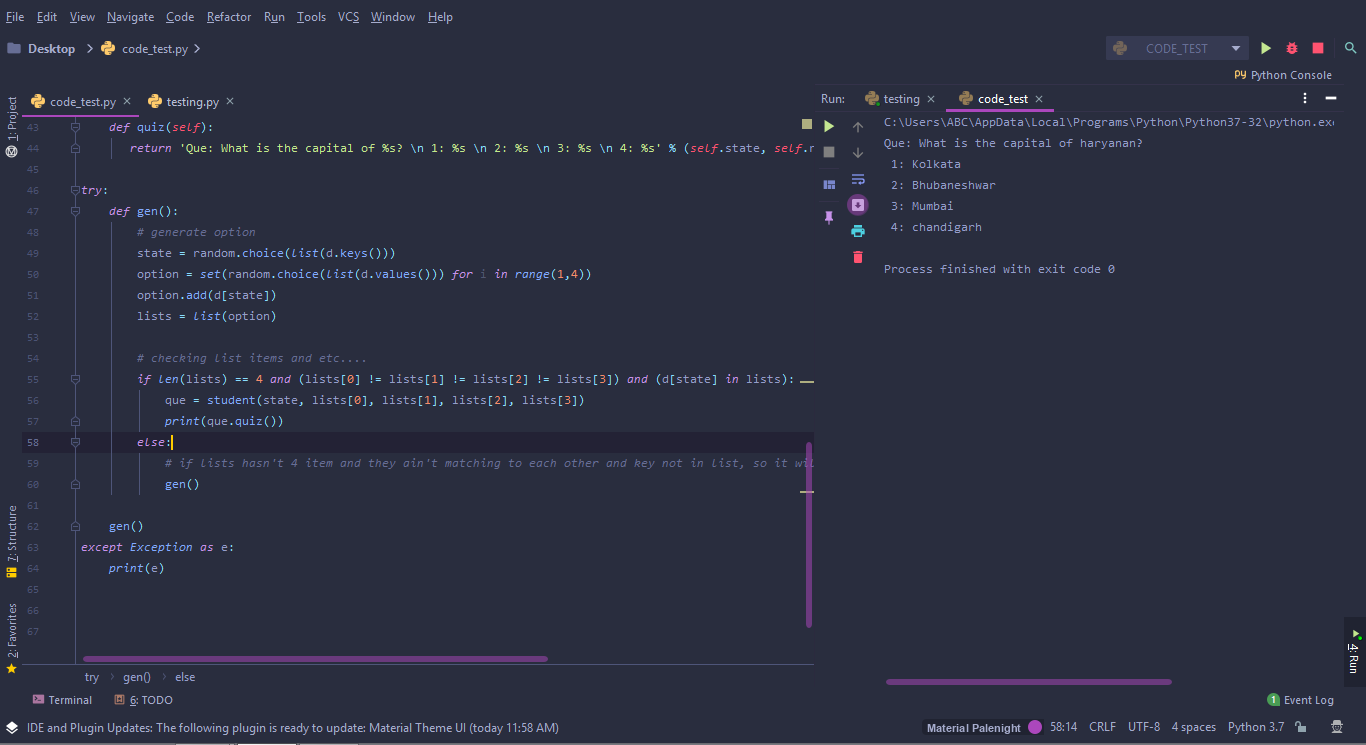 File Edit View Navigate Code Refactor Run Tools VCS Window Help
Desktop code_test.py
CODE_TEST
Python Console
1: Project
code_test.py
testing.py
43 def quiz(self):
44 return 'Que: What is the capital of %s? \n 1: %s \n 2: %s \n 3: %s \n 4: %s' % (self.state, self.r
45
46 try:
47 def gen():
48 # generate option
49 state = random.choice(list(d.keys()))
50 option = set(random.choice(list(d.values())) for i in range(1,4))
51 option.add(d[state])
52 lists = list(option)
53
54 # checking list items and etc....
55 if len(lists) == 4 and (lists[0] != lists[1] != lists[2] != lists[3]) and (d[state] in lists):
56 que = student(state, lists[0], lists[1], lists[2], lists[3])
57 print(que.quiz())
58 else:
59 # if lists hasn't 4 item and they ain't matching to each other and key not in list, so it wil
60 gen()
61
62 gen()
63 except Exception as e:
64 print(e)
65
66
67
7: Structure
2: Favorites
try gen() else
Run: testing code_test
C:\Users\ABC\AppData\Local\Programs\Python\Python37-32\python.exe
Que: What is the capital of haryanan?
1: Kolkata
2: Bhubaneshwar
3: Mumbai
4: chandigarh
Process finished with exit code 0
4: Run
Terminal 6: TODO
1 Event Log
IDE and Plugin Updates: The following plugin is ready to update: Material Theme UI (today 11:58 AM)
Material Palenight 58:14 CRLF UTF-8 4 spaces Python 3.7